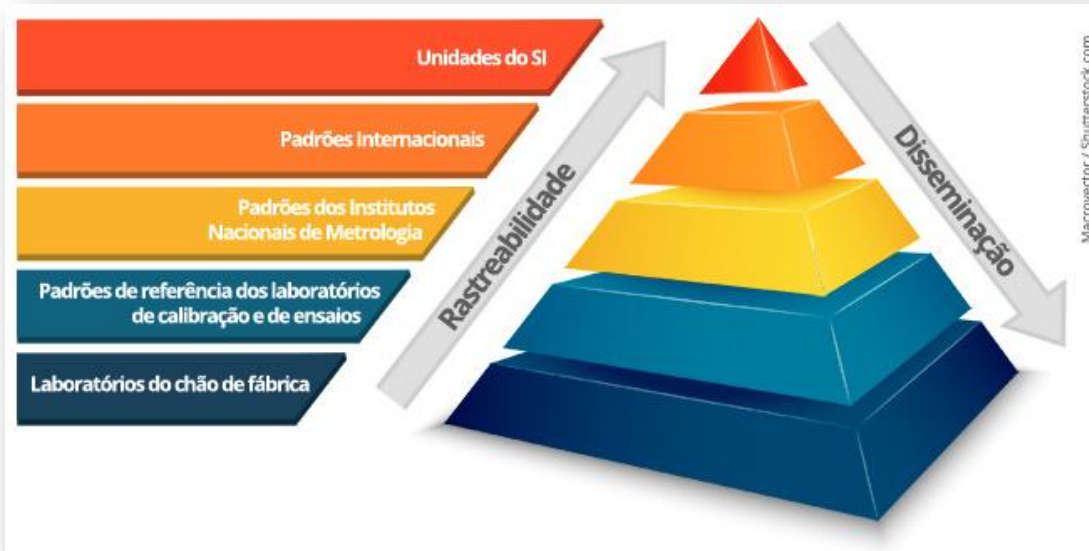 Unidades do SI
Padrões Internacionais
Padrões dos Institutos
Nacionais de Metrologia
Padrões de referência dos laboratórios
de calibração e de ensaios
Laboratórios do chão de fábrica
Rastreabilidade
Disseminação
Macrovector / Shutterstock.com